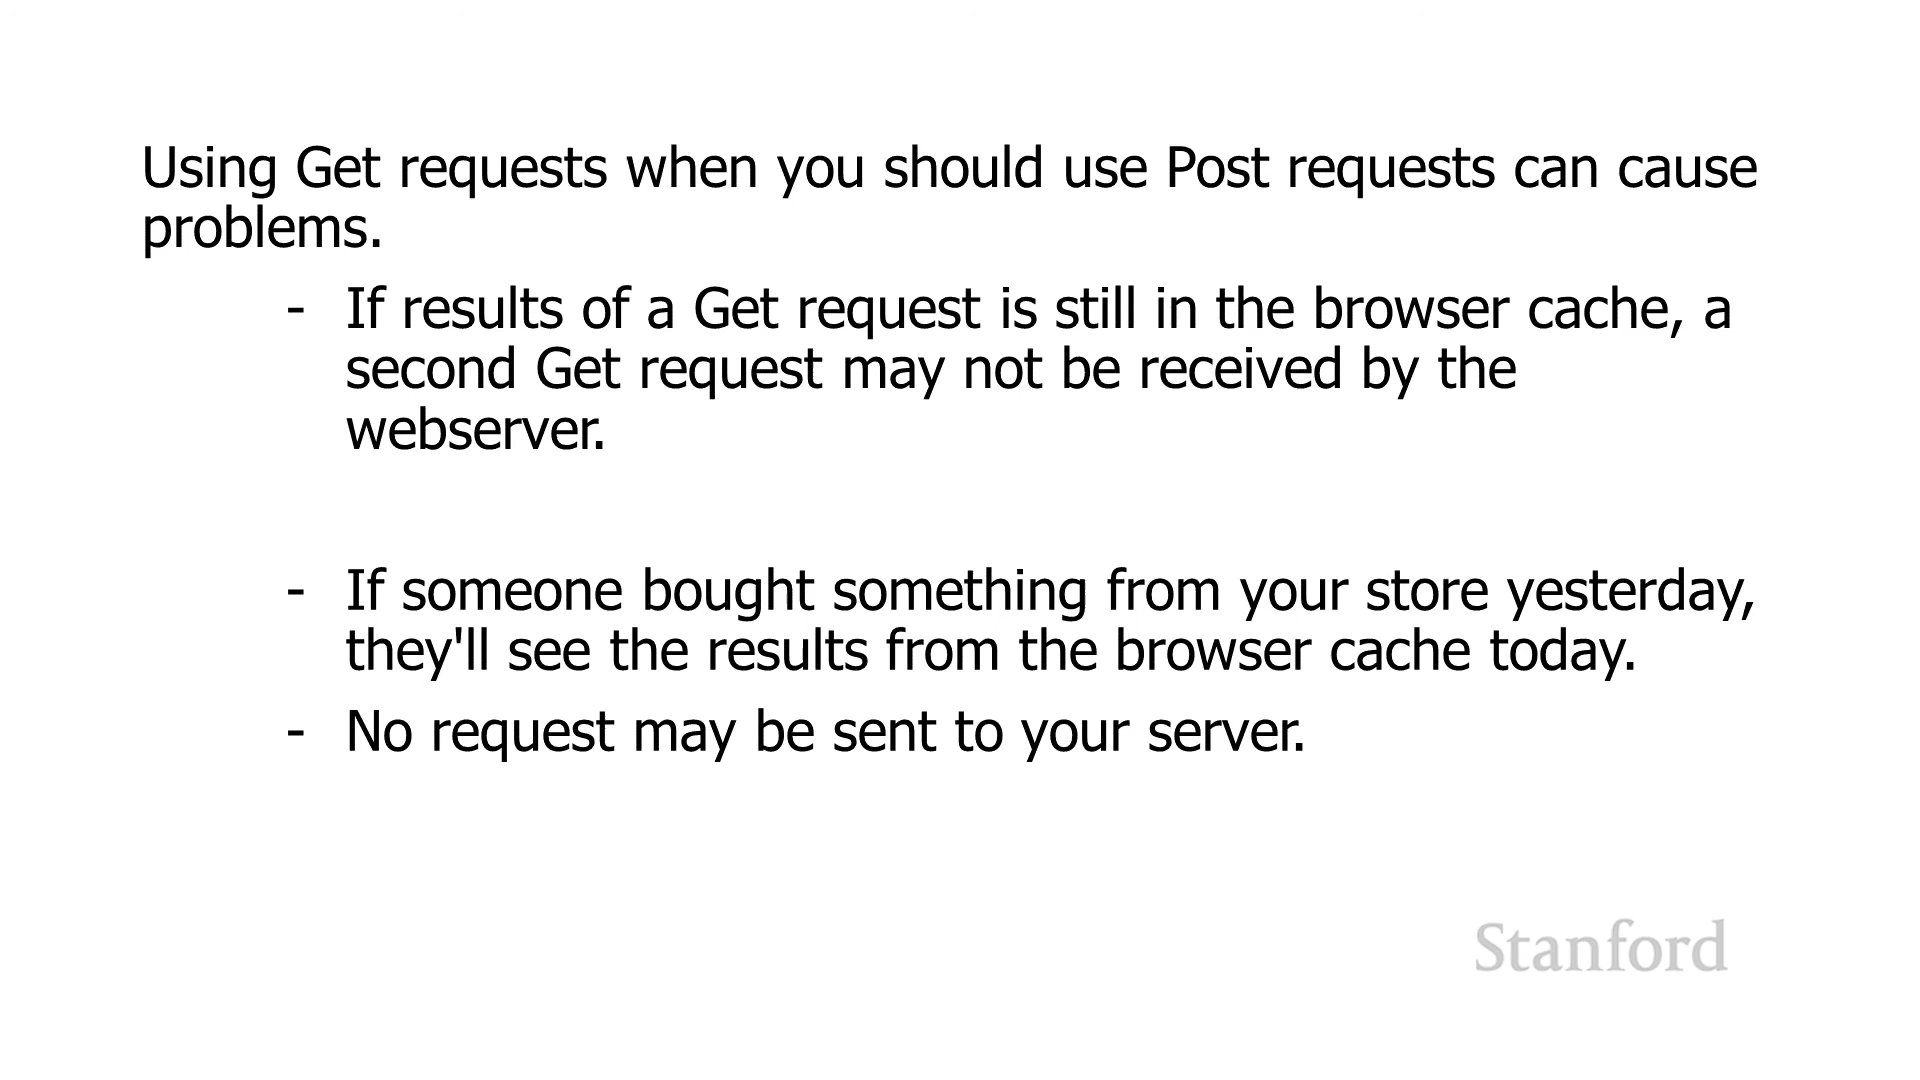 Using Get requests when you should use Post requests can cause
problems.
- If results of a Get request is still in the browser cache, a
second Get request may not be received by the
webserver.
- If someone bought something from your store yesterday,
they'll see the results from the browser cache today.
- No request may be sent to your server.
Stanford